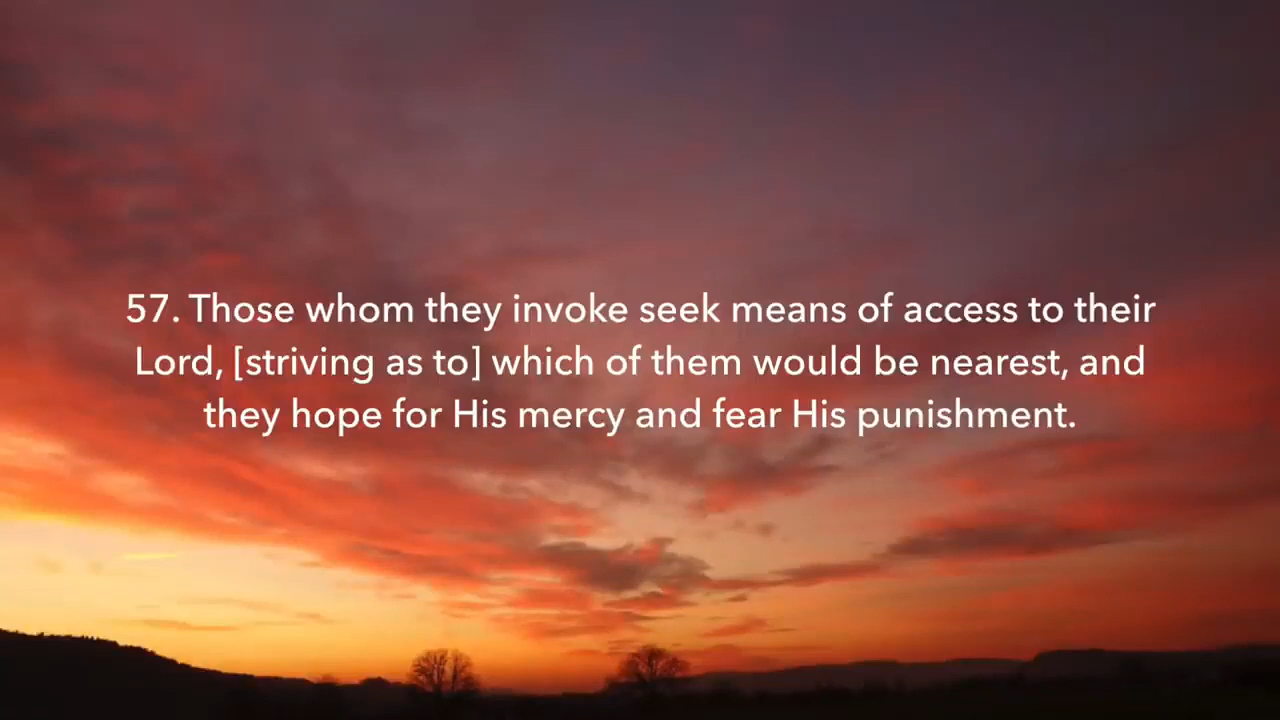 57. Those whom they invoke seek means of access to their
Lord, [striving as to] which of them would be nearest, and
they hope for His mercy and fear His punishment.